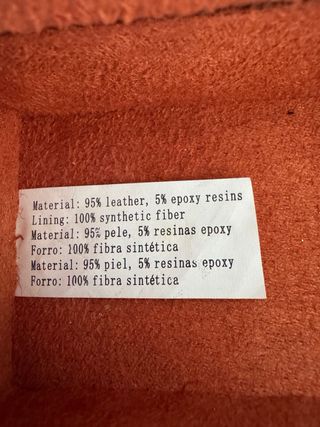 Material: 95% leather, 5% epoxy resins
Lining: 100% synthetic fiber
Material: 95% pele, 5% resinas epoxy
Forro: 100% fibra sintética
Material: 95% piel, 5% resinas epoxy
Forro: 100% fibra sintética